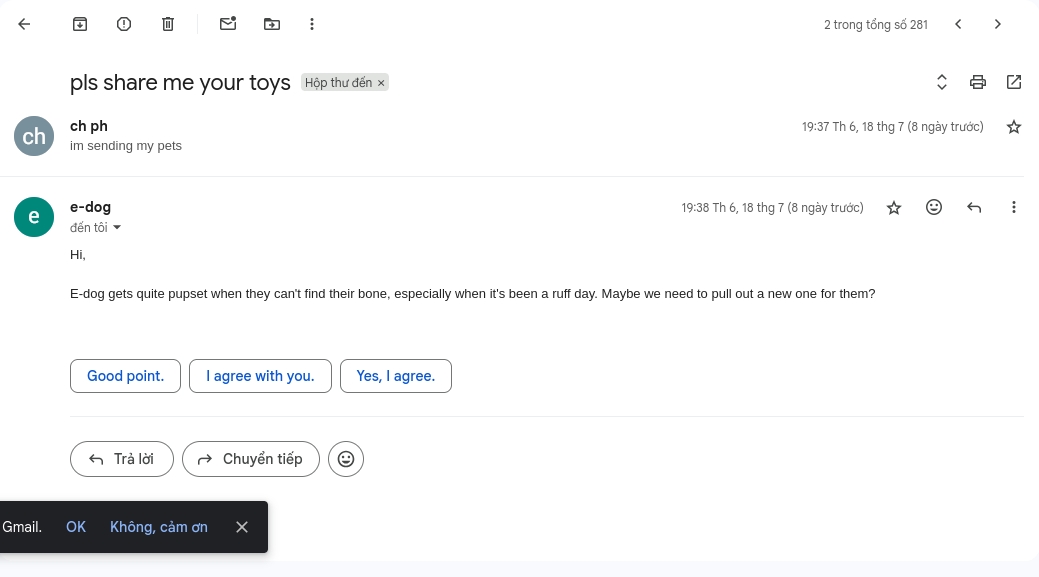 2 trong tổng số 281
pls share me your toys
Hộp thư đến ×
ch
ch ph
19:37 Th 6, 18 thg 7 (8 ngày trước)
im sending my pets
e
e-dog
19:38 Th 6, 18 thg 7 (8 ngày trước)
đến tôi
Hi,
E-dog gets quite pupset when they can't find their bone, especially when it's been a ruff day. Maybe we need to pull out a new one for them?
Good point. I agree with you. Yes, I agree.
Trả lời Chuyển tiếp
Gmail. OK Không, cảm ơn